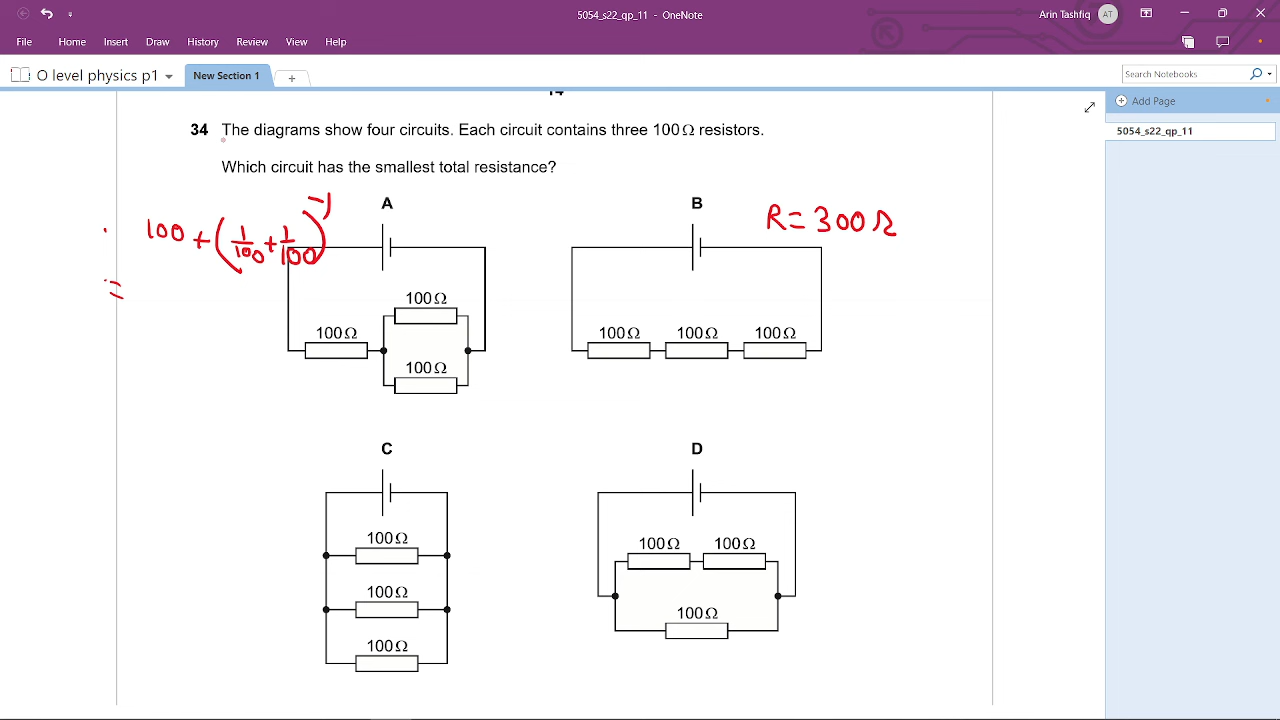 5054_s22_qp_11 - OneNote
Arin Tashfiq AT
File Home Insert Draw History Review View Help
O level physics p1 New Section 1 +
Search Notebooks
Add Page
5054_s22_qp_11
14
34 The diagrams show four circuits. Each circuit contains three 100 Ω resistors.
Which circuit has the smallest total resistance?
A
B
100 + (1/100 + 1/100)^-1
=
R = 300 Ω
100 Ω
100 Ω
100 Ω
100 Ω 100 Ω 100 Ω
C
D
100 Ω
100 Ω
100 Ω
100 Ω 100 Ω
100 Ω